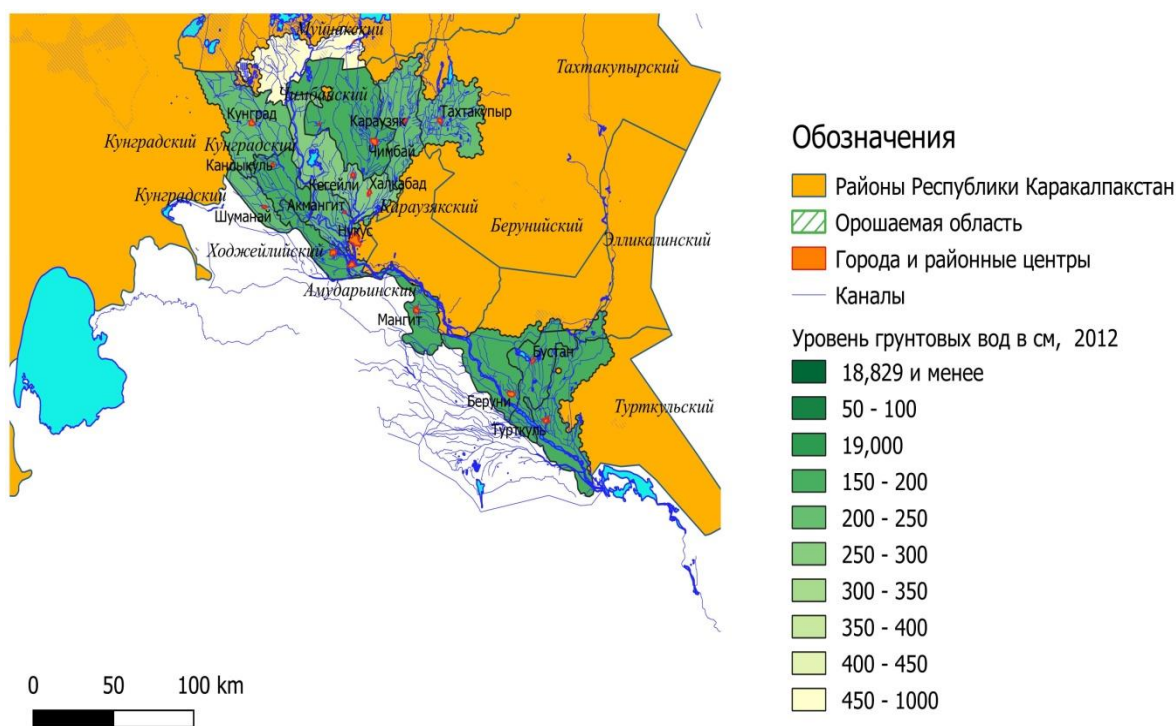 Муйнакский
Тахтакупырский
Чимбайский
Кунград
Караузяк
Тахтакупыр
Кунградский
Кунградский
Чимбай
Канлыкуль
Кегейли
Халкабад
Кунградский
Акмангит
Караузякский
Шуманай
Берунийский
Нукус
Элликалинский
Ходжейлийский
Амударьинский
Мангит
Бустан
Беруни
Турткульский
Турткуль
0 50 100 km
Обозначения
Районы Республики Каракалпакстан
Орошаемая область
Города и районные центры
Каналы
Уровень грунтовых вод в см, 2012
18,829 и менее
50 - 100
19,000
150 - 200
200 - 250
250 - 300
300 - 350
350 - 400
400 - 450
450 - 1000